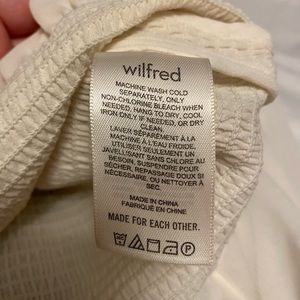 wilfred
MACHINE WASH COLD
SEPARATELY, ONLY
NON-CHLORINE BLEACH WHEN
NEEDED, HANG TO DRY, COOL
IRON ONLY IF NEEDED, OR DRY
CLEAN.
LAVER SÉPARÉMENT À LA
MACHINE À L'EAU FROIDE,
UTILISER SEULEMENT UN
JAVELLISANT SANS CHLORE AU
BESOIN, SUSPENDRE POUR
SÉCHER, REPASSAGE DOUX SI
NÉCESSAIRE, OU NETTOYER À
SEC.
MADE IN CHINA
FABRIQUÉ EN CHINE
MADE FOR EACH OTHER.